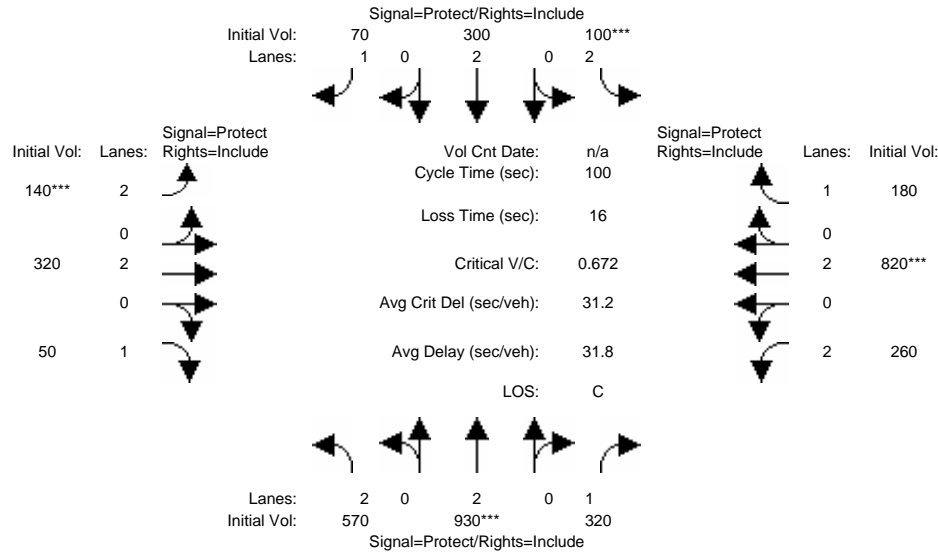 Signal=Protect/Rights=Include
Initial Vol: 70 300 100***
Lanes: 1 0 2 0 2
Signal=Protect
Initial Vol: Lanes: Rights=Include
Vol Cnt Date: n/a
Signal=Protect
Rights=Include Lanes: Initial Vol:
Cycle Time (sec): 100
140*** 2
1 180
Loss Time (sec): 16
0
0
320 2
Critical V/C: 0.672
2 820***
0
Avg Crit Del (sec/veh): 31.2
0
50 1
Avg Delay (sec/veh): 31.8
2 260
LOS: C
Lanes: 2 0 2 0 1
Initial Vol: 570 930*** 320
Signal=Protect/Rights=Include